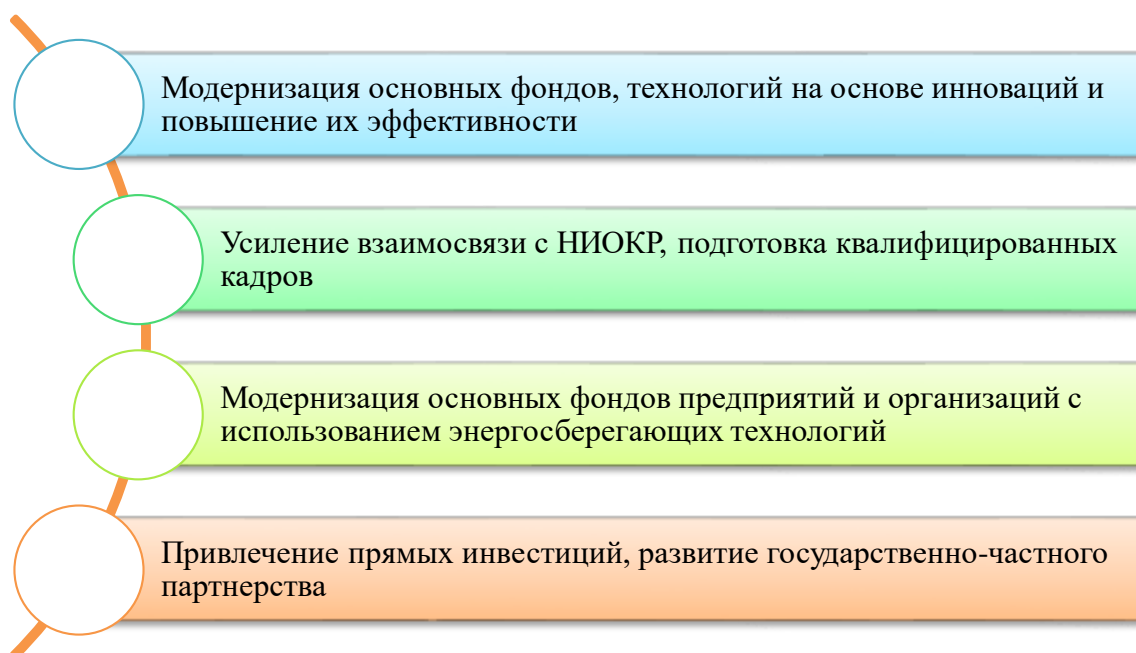 Модернизация основных фондов, технологий на основе инноваций и
повышение их эффективности
Усиление взаимосвязи с НИОКР, подготовка квалифицированных
кадров
Модернизация основных фондов предприятий и организаций с
использованием энергосберегающих технологий
Привлечение прямых инвестиций, развитие государственно-частного
партнерства